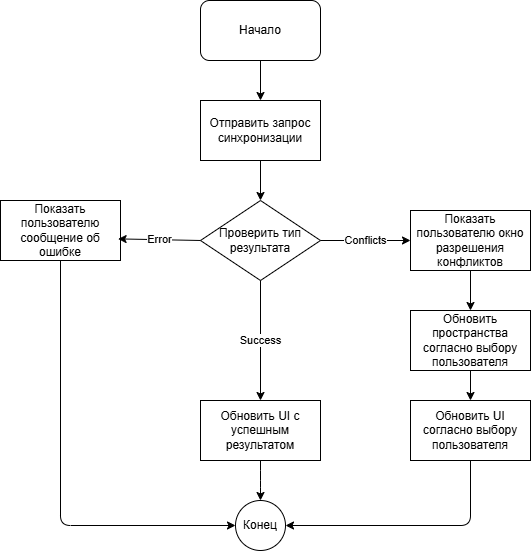 Начало
Отправить запрос
синхронизации
Показать
пользователю
сообщение об
ошибке
Error
Проверить тип
результата
Conflicts
Показать
пользователю окно
разрешения
конфликтов
Обновить
пространства
согласно выбору
пользователя
Success
Обновить UI с
успешным
результатом
Обновить UI
согласно выбору
пользователя
Конец